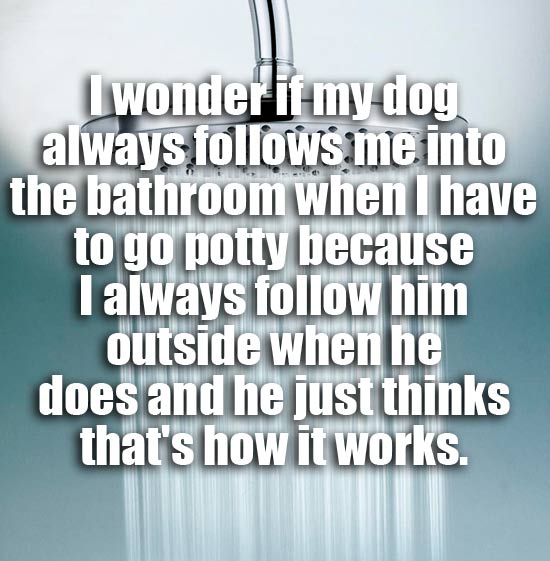 I wonder if my dog
always follows me into
the bathroom when I have
to go potty because
I always follow him
outside when he
does and he just thinks
that's how it works.